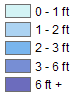 0 - 1 ft
1 - 2 ft
2 - 3 ft
3 - 6 ft
6 ft +